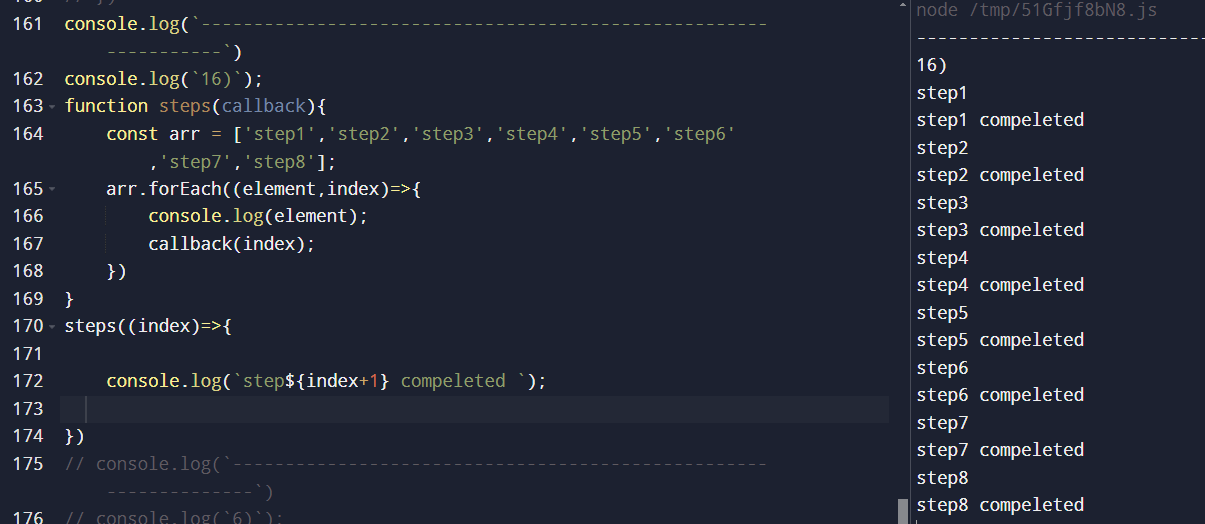 161 console.log(`------------------------------------------------------
-----------`)
162 console.log(`16)`);
163 function steps(callback){
164 const arr = ['step1','step2','step3','step4','step5','step6'
,'step7','step8'];
165 arr.forEach((element,index)=>{
166 console.log(element);
167 callback(index);
168 })
169 }
170 steps((index)=>{
171
172 console.log(`step${index+1} compeleted `);
173
174 })
175 // console.log(`---------------------------------------------------
--------------`)
176 // console.log(`6)`);
node /tmp/51Gfjf8bN8.js
----------------------------
16)
step1
step1 compeleted
step2
step2 compeleted
step3
step3 compeleted
step4
step4 compeleted
step5
step5 compeleted
step6
step6 compeleted
step7
step7 compeleted
step8
step8 compeleted